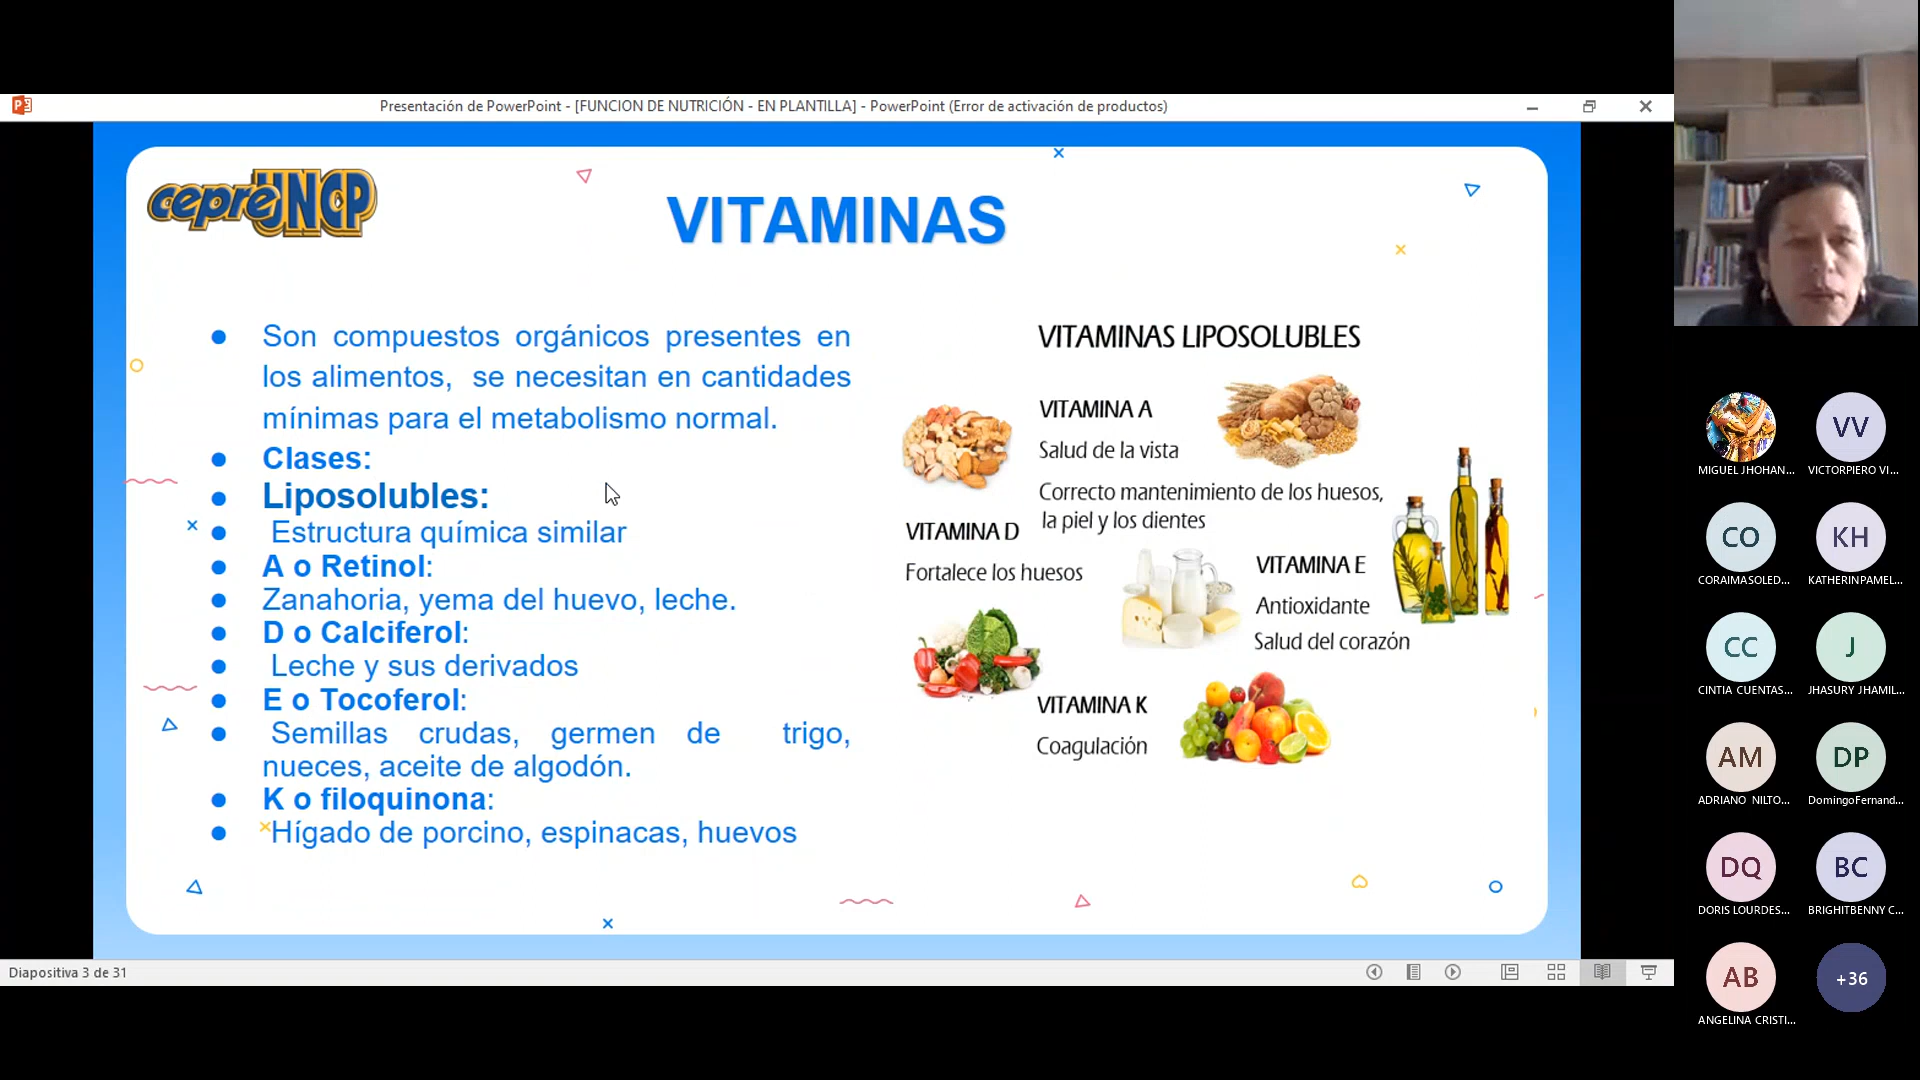 Presentación de PowerPoint - [FUNCION DE NUTRICIÓN - EN PLANTILLA] - PowerPoint (Error de activación de productos)
cepreUNCP
VITAMINAS
Son compuestos orgánicos presentes en
los alimentos, se necesitan en cantidades
mínimas para el metabolismo normal.
Clases:
Liposolubles:
Estructura química similar
A o Retinol:
Zanahoria, yema del huevo, leche.
D o Calciferol:
Leche y sus derivados
E o Tocoferol:
Semillas crudas, germen de trigo,
nueces, aceite de algodón.
K o filoquinona:
Hígado de porcino, espinacas, huevos
VITAMINAS LIPOSOLUBLES
VITAMINA A
Salud de la vista
Correcto mantenimiento de los huesos,
la piel y los dientes
VITAMINA D
Fortalece los huesos
VITAMINA E
Antioxidante
Salud del corazón
VITAMINA K
Coagulación
Diapositiva 3 de 31
MIGUEL JHOHAN...
VV
VICTORPIERO VI...
CO
CORAIMASOLED...
KH
KATHERINPAMEL...
CC
CINTIA CUENTAS...
J
JHASURY JHAMIL...
AM
ADRIANO NILTO...
DP
DomingoFernand...
DQ
DORIS LOURDES...
BC
BRIGHITBENNY C...
AB
ANGELINA CRISTI...
+36